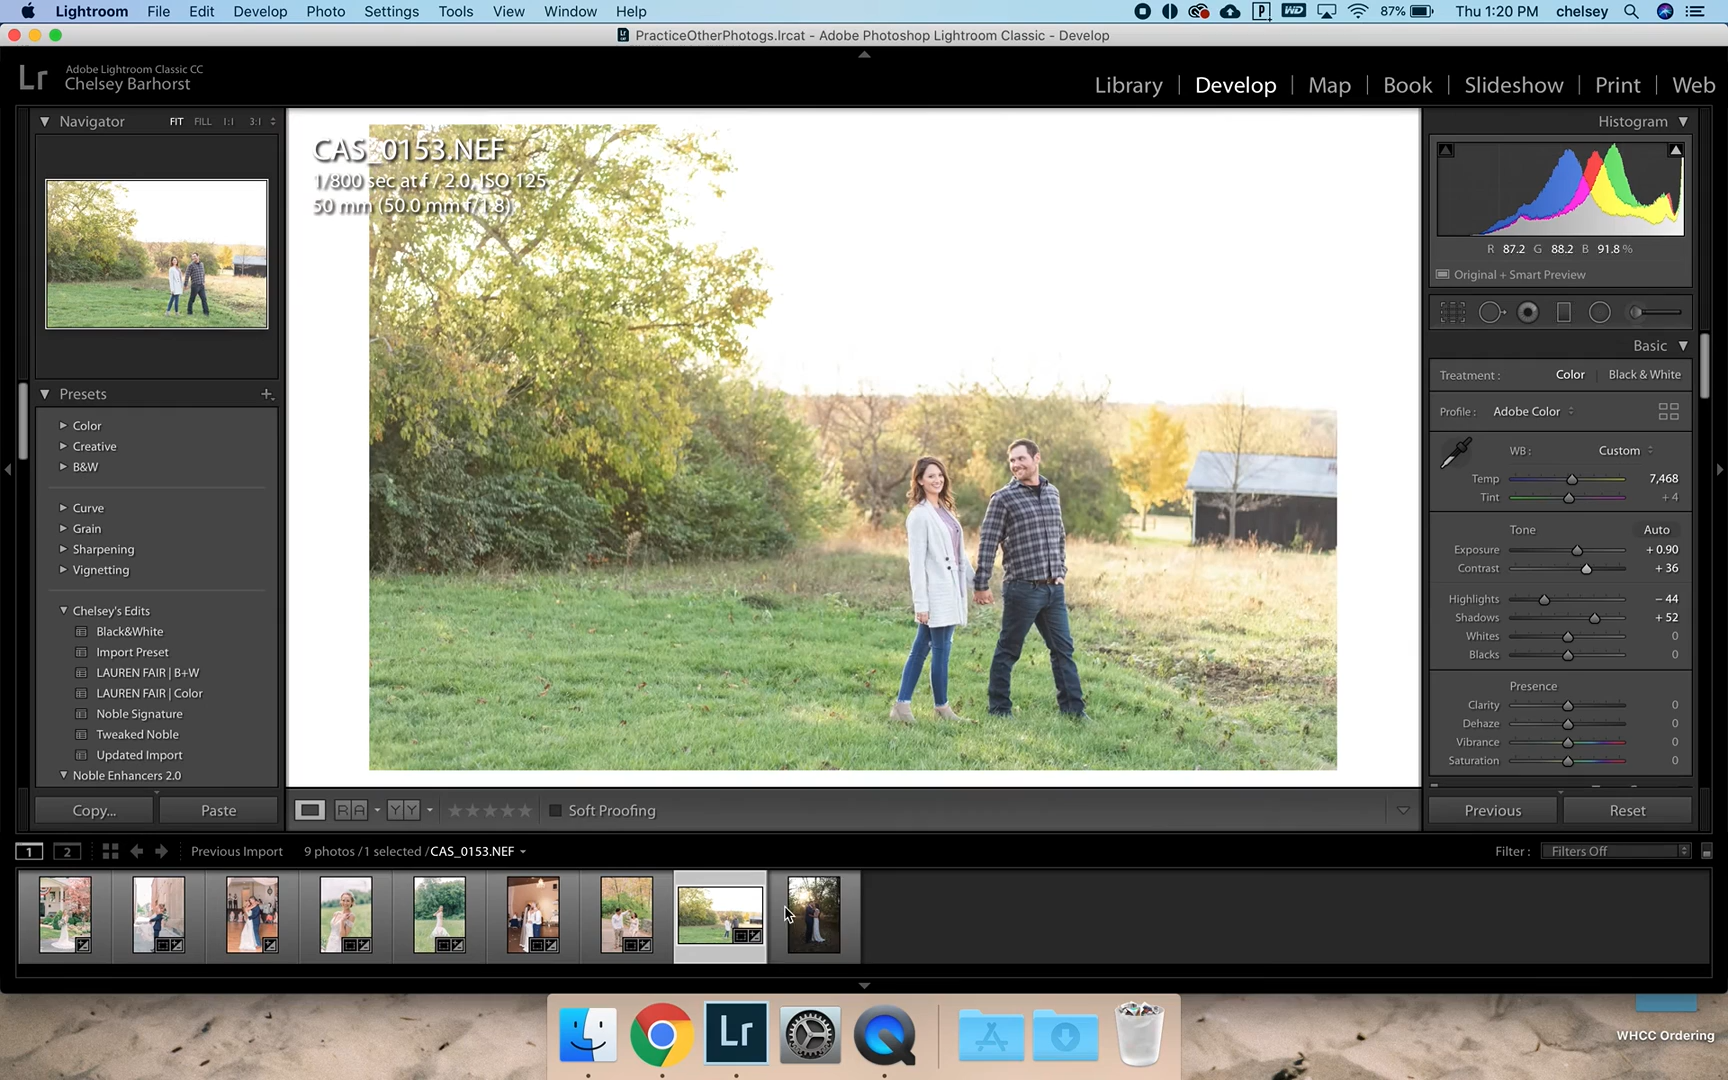 Lightroom File Edit Develop Photo Settings Tools View Window Help 87% Thu 1:20 PM chelsey
PracticeOtherPhotogs.lrcat - Adobe Photoshop Lightroom Classic - Develop
Lr
Adobe Lightroom Classic CC
Chelsey Barhorst
Library | Develop | Map | Book | Slideshow | Print | Web
Navigator FIT FILL 1:1 3:1
CAS_0153.NEF
1/800 sec at f / 2.0, ISO 125
50 mm (50.0 mm f/1.8)
Presets
Color
Creative
B&W
Curve
Grain
Sharpening
Vignetting
Chelsey's Edits
Black&White
Import Preset
LAUREN FAIR | B+W
LAUREN FAIR | Color
Noble Signature
Tweaked Noble
Updated Import
Noble Enhancers 2.0
Copy... Paste
Histogram
R 87.2 G 88.2 B 91.8 %
Original + Smart Preview
Basic
Treatment : Color Black & White
Profile : Adobe Color
WB : Custom
Temp 7,468
Tint + 4
Tone Auto
Exposure + 0.90
Contrast + 36
Highlights − 44
Shadows + 52
Whites 0
Blacks 0
Presence
Clarity 0
Dehaze 0
Vibrance 0
Saturation 0
Previous Reset
R A Y Y Soft Proofing
1 2 Previous Import 9 photos / 1 selected / CAS_0153.NEF Filter : Filters Off
Lr
WHCC Ordering